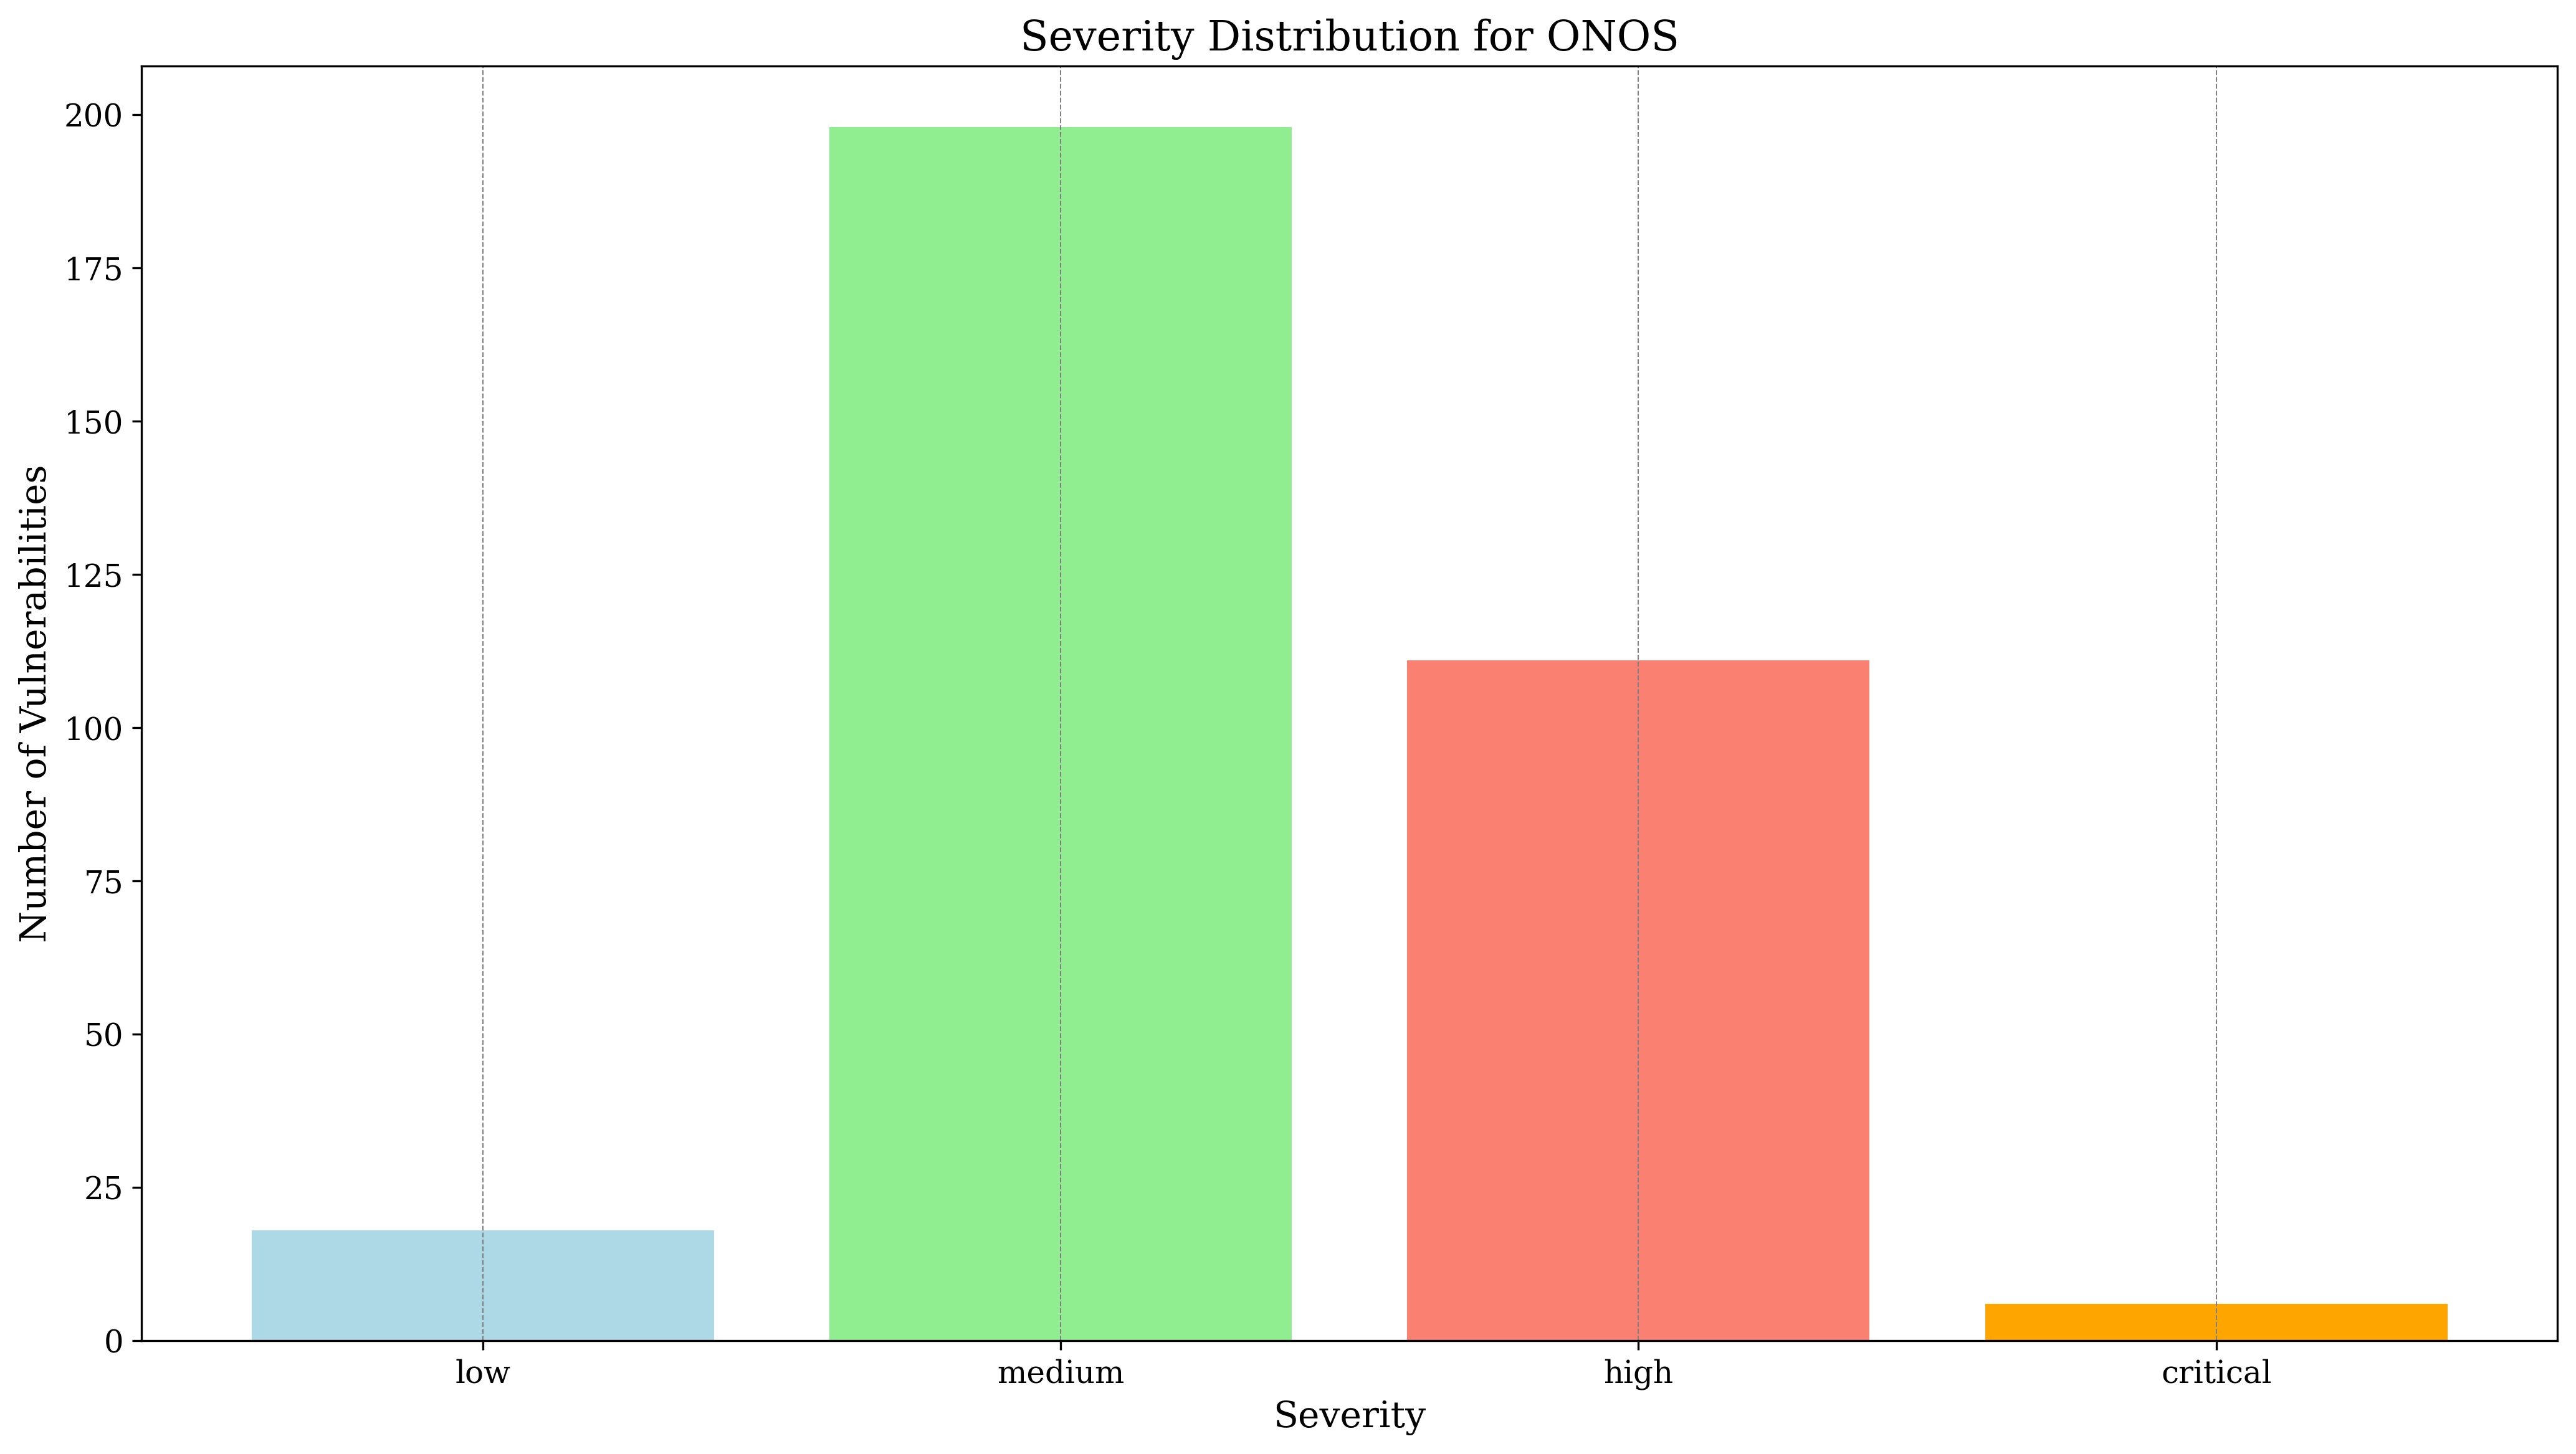 Severity Distribution for ONOS
200
175
150
125
100
75
50
25
0
Number of Vulnerabilities
low
medium
high
critical
Severity